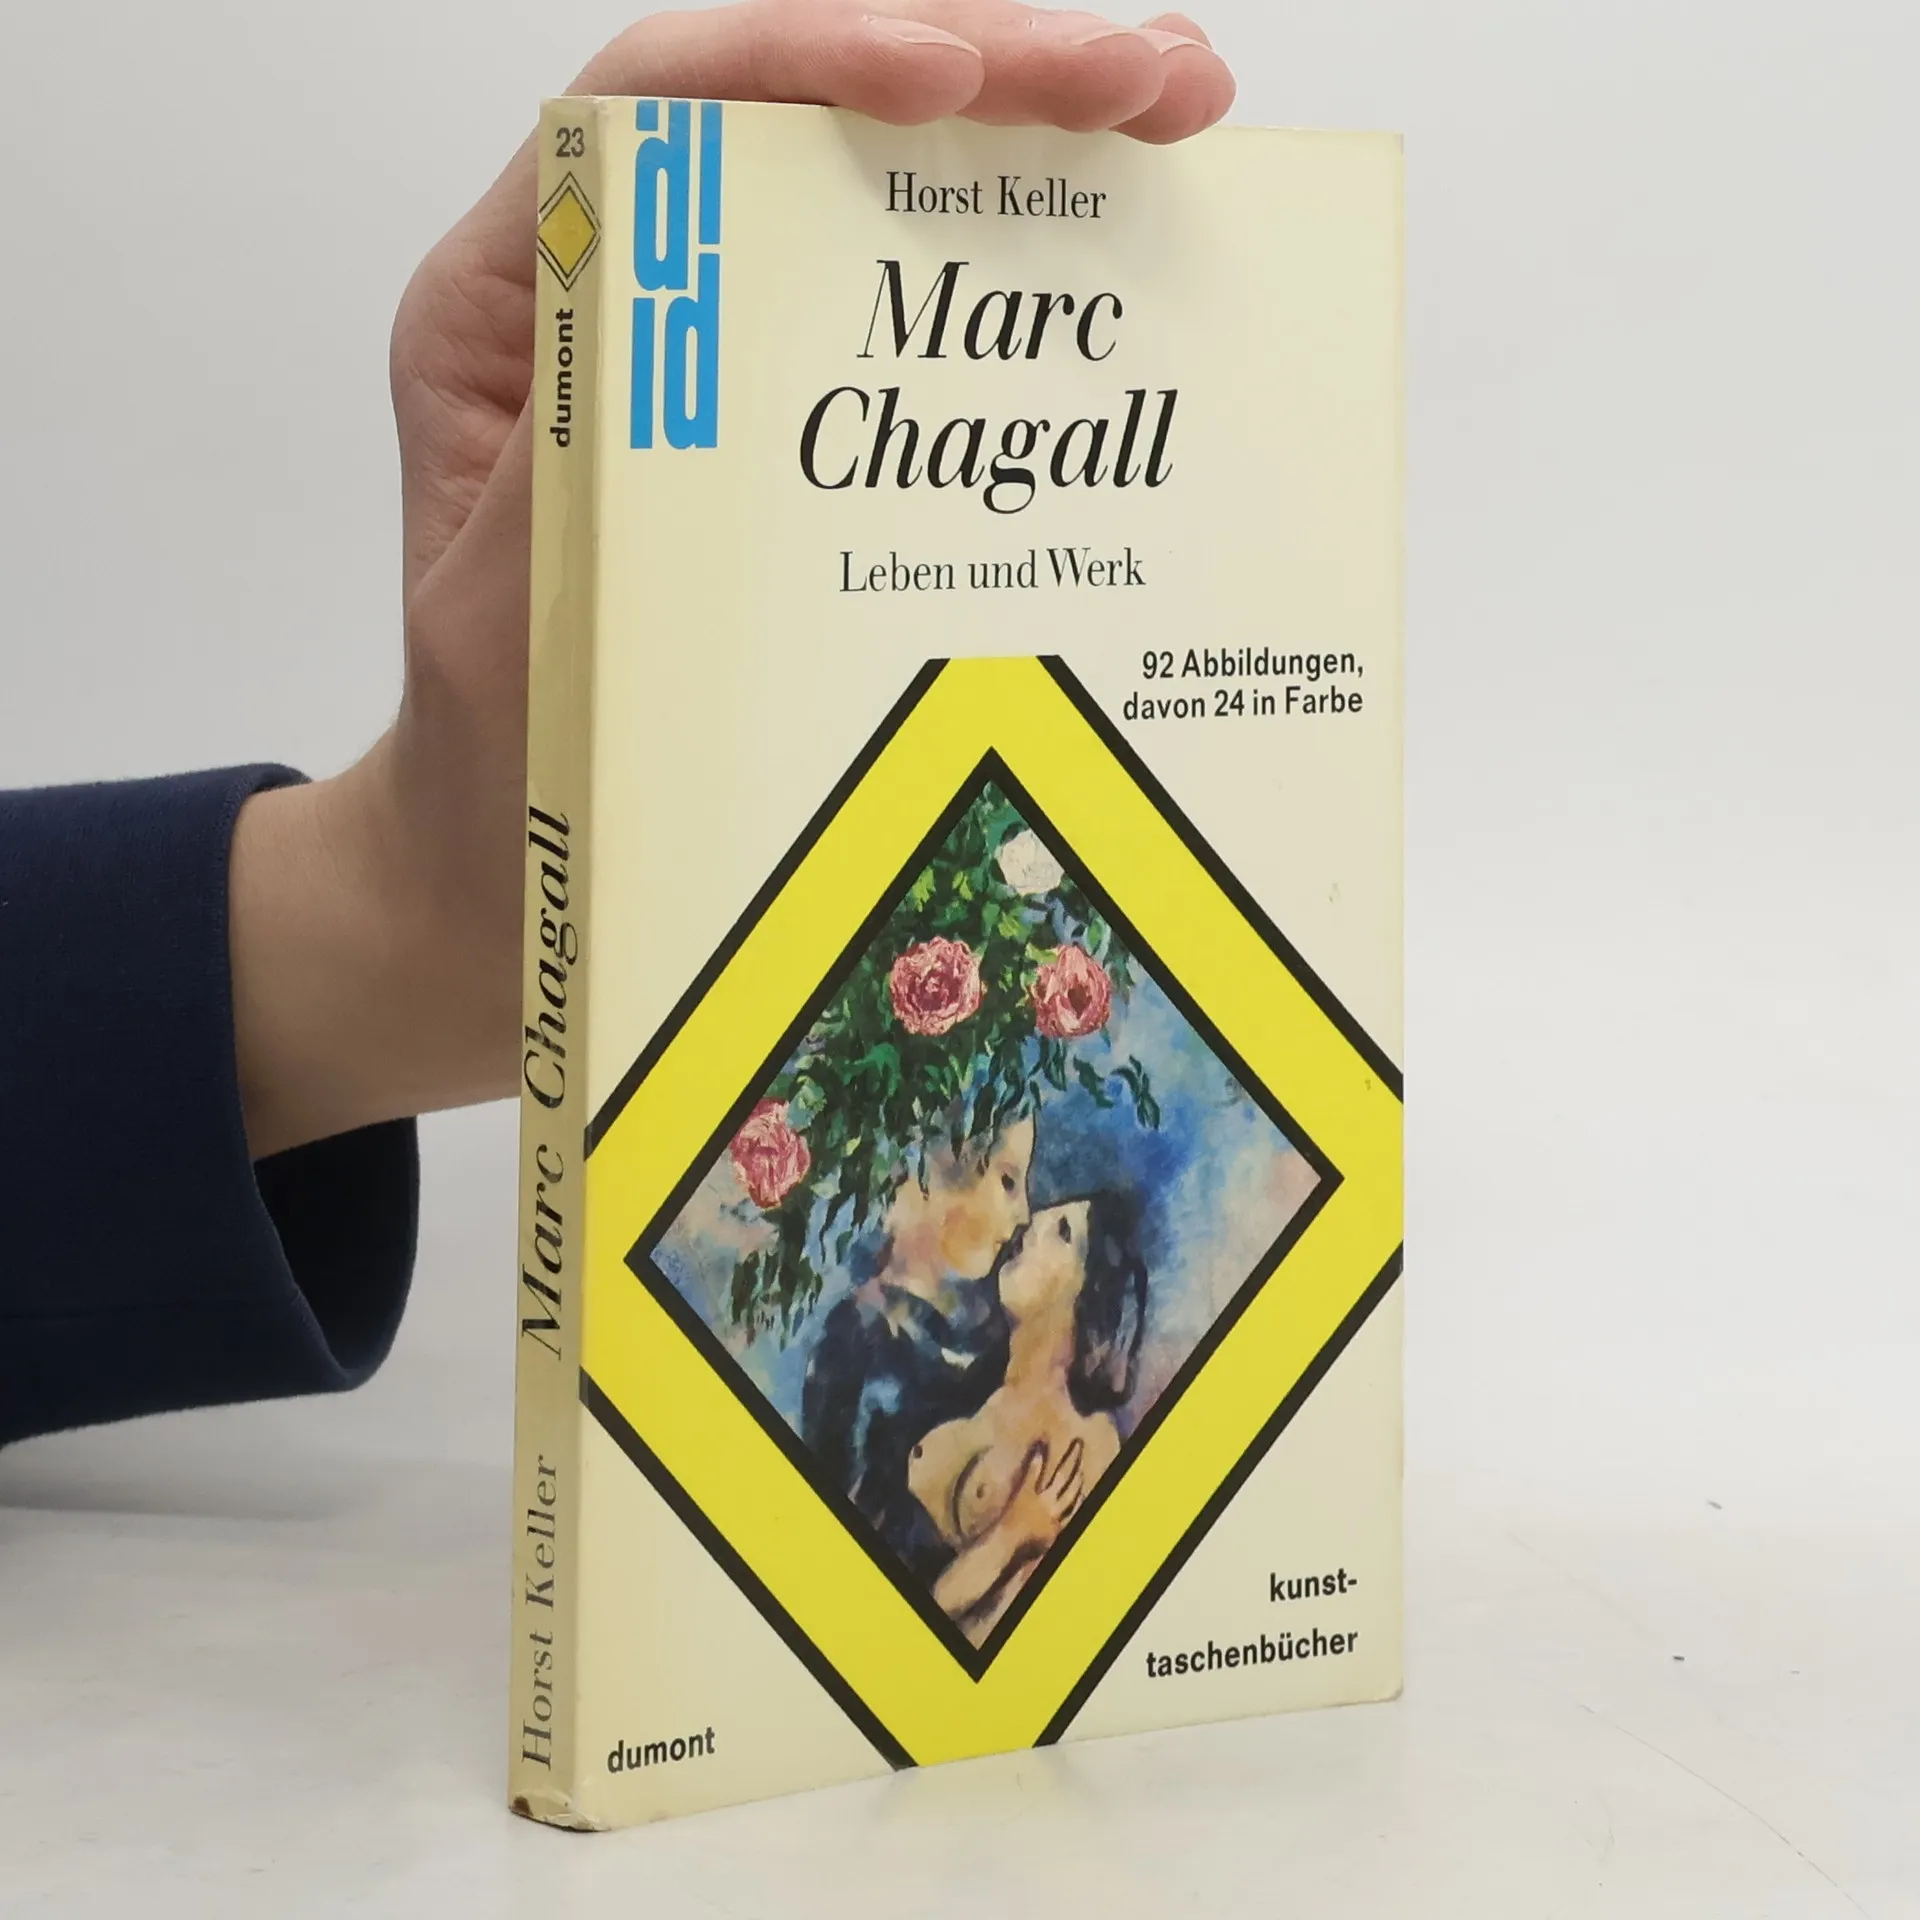 23
dumont
Marc Chagall
Horst Keller
Horst Keller
Marc
Chagall
Leben und Werk
92 Abbildungen,
davon 24 in Farbe
kunst-
taschenbücher
dumont